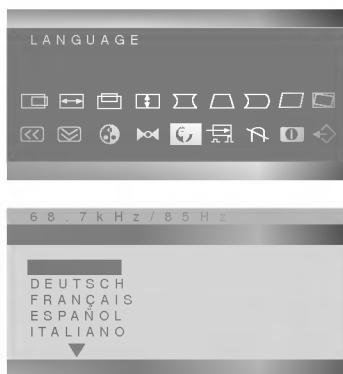 LANGUAGE
68.7kHz/85Hz
DEUTSCH
FRANÇAIS
ESPAÑOL
ITALIANO